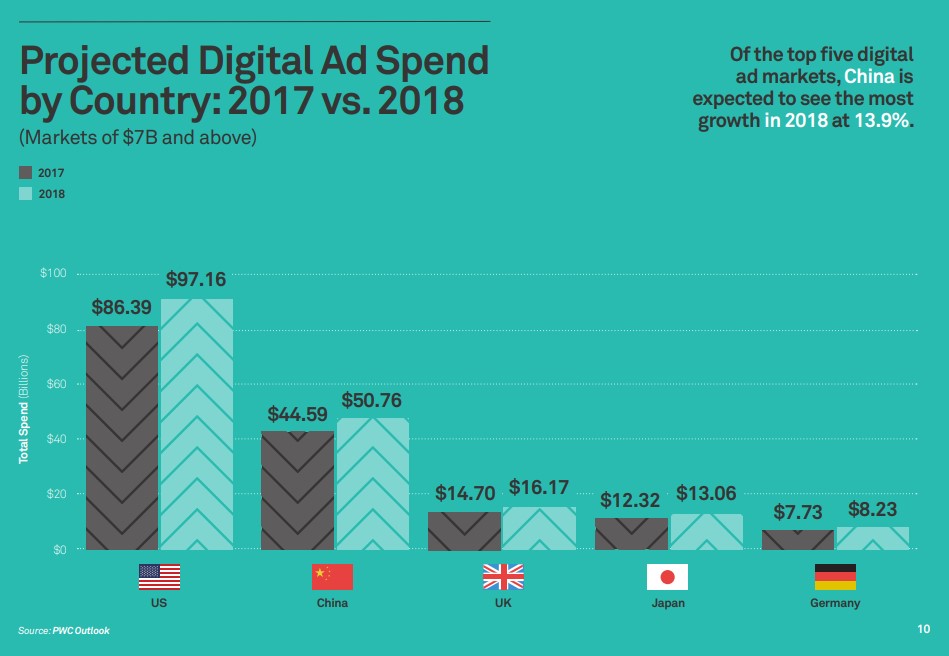 Projected Digital Ad Spend
by Country: 2017 vs. 2018
(Markets of $7B and above)
Of the top five digital
ad markets, China is
expected to see the most
growth in 2018 at 13.9%.
2017
2018
Total Spend (Billions)
$100
$80
$60
$40
$20
$0
$86.39
$97.16
$44.59
$50.76
$14.70
$16.17
$12.32
$13.06
$7.73
$8.23
US
China
UK
Japan
Germany
Source: PWC Outlook
10